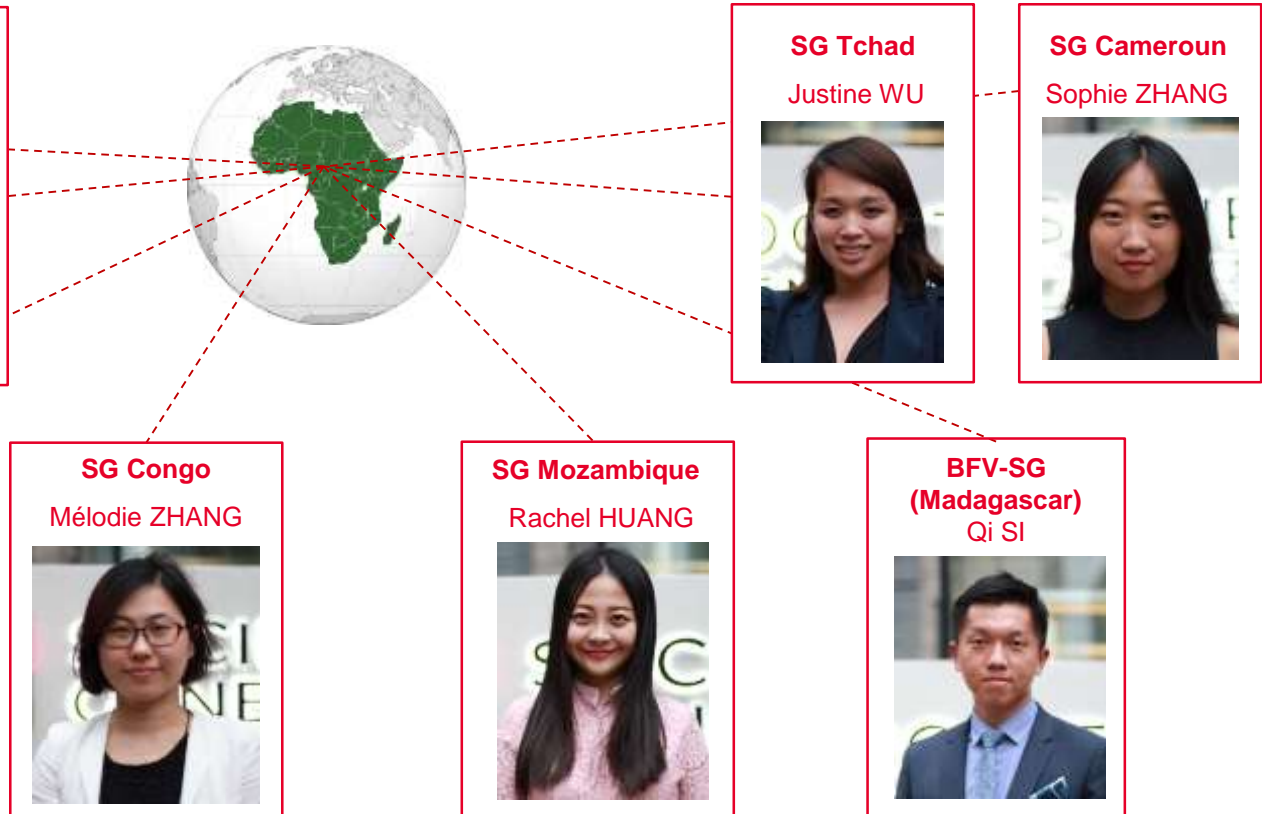 SG Tchad
Justine WU
SG Cameroun
Sophie ZHANG
SG Congo
Mélodie ZHANG
SG Mozambique
Rachel HUANG
BFV-SG
(Madagascar)
Qi SI